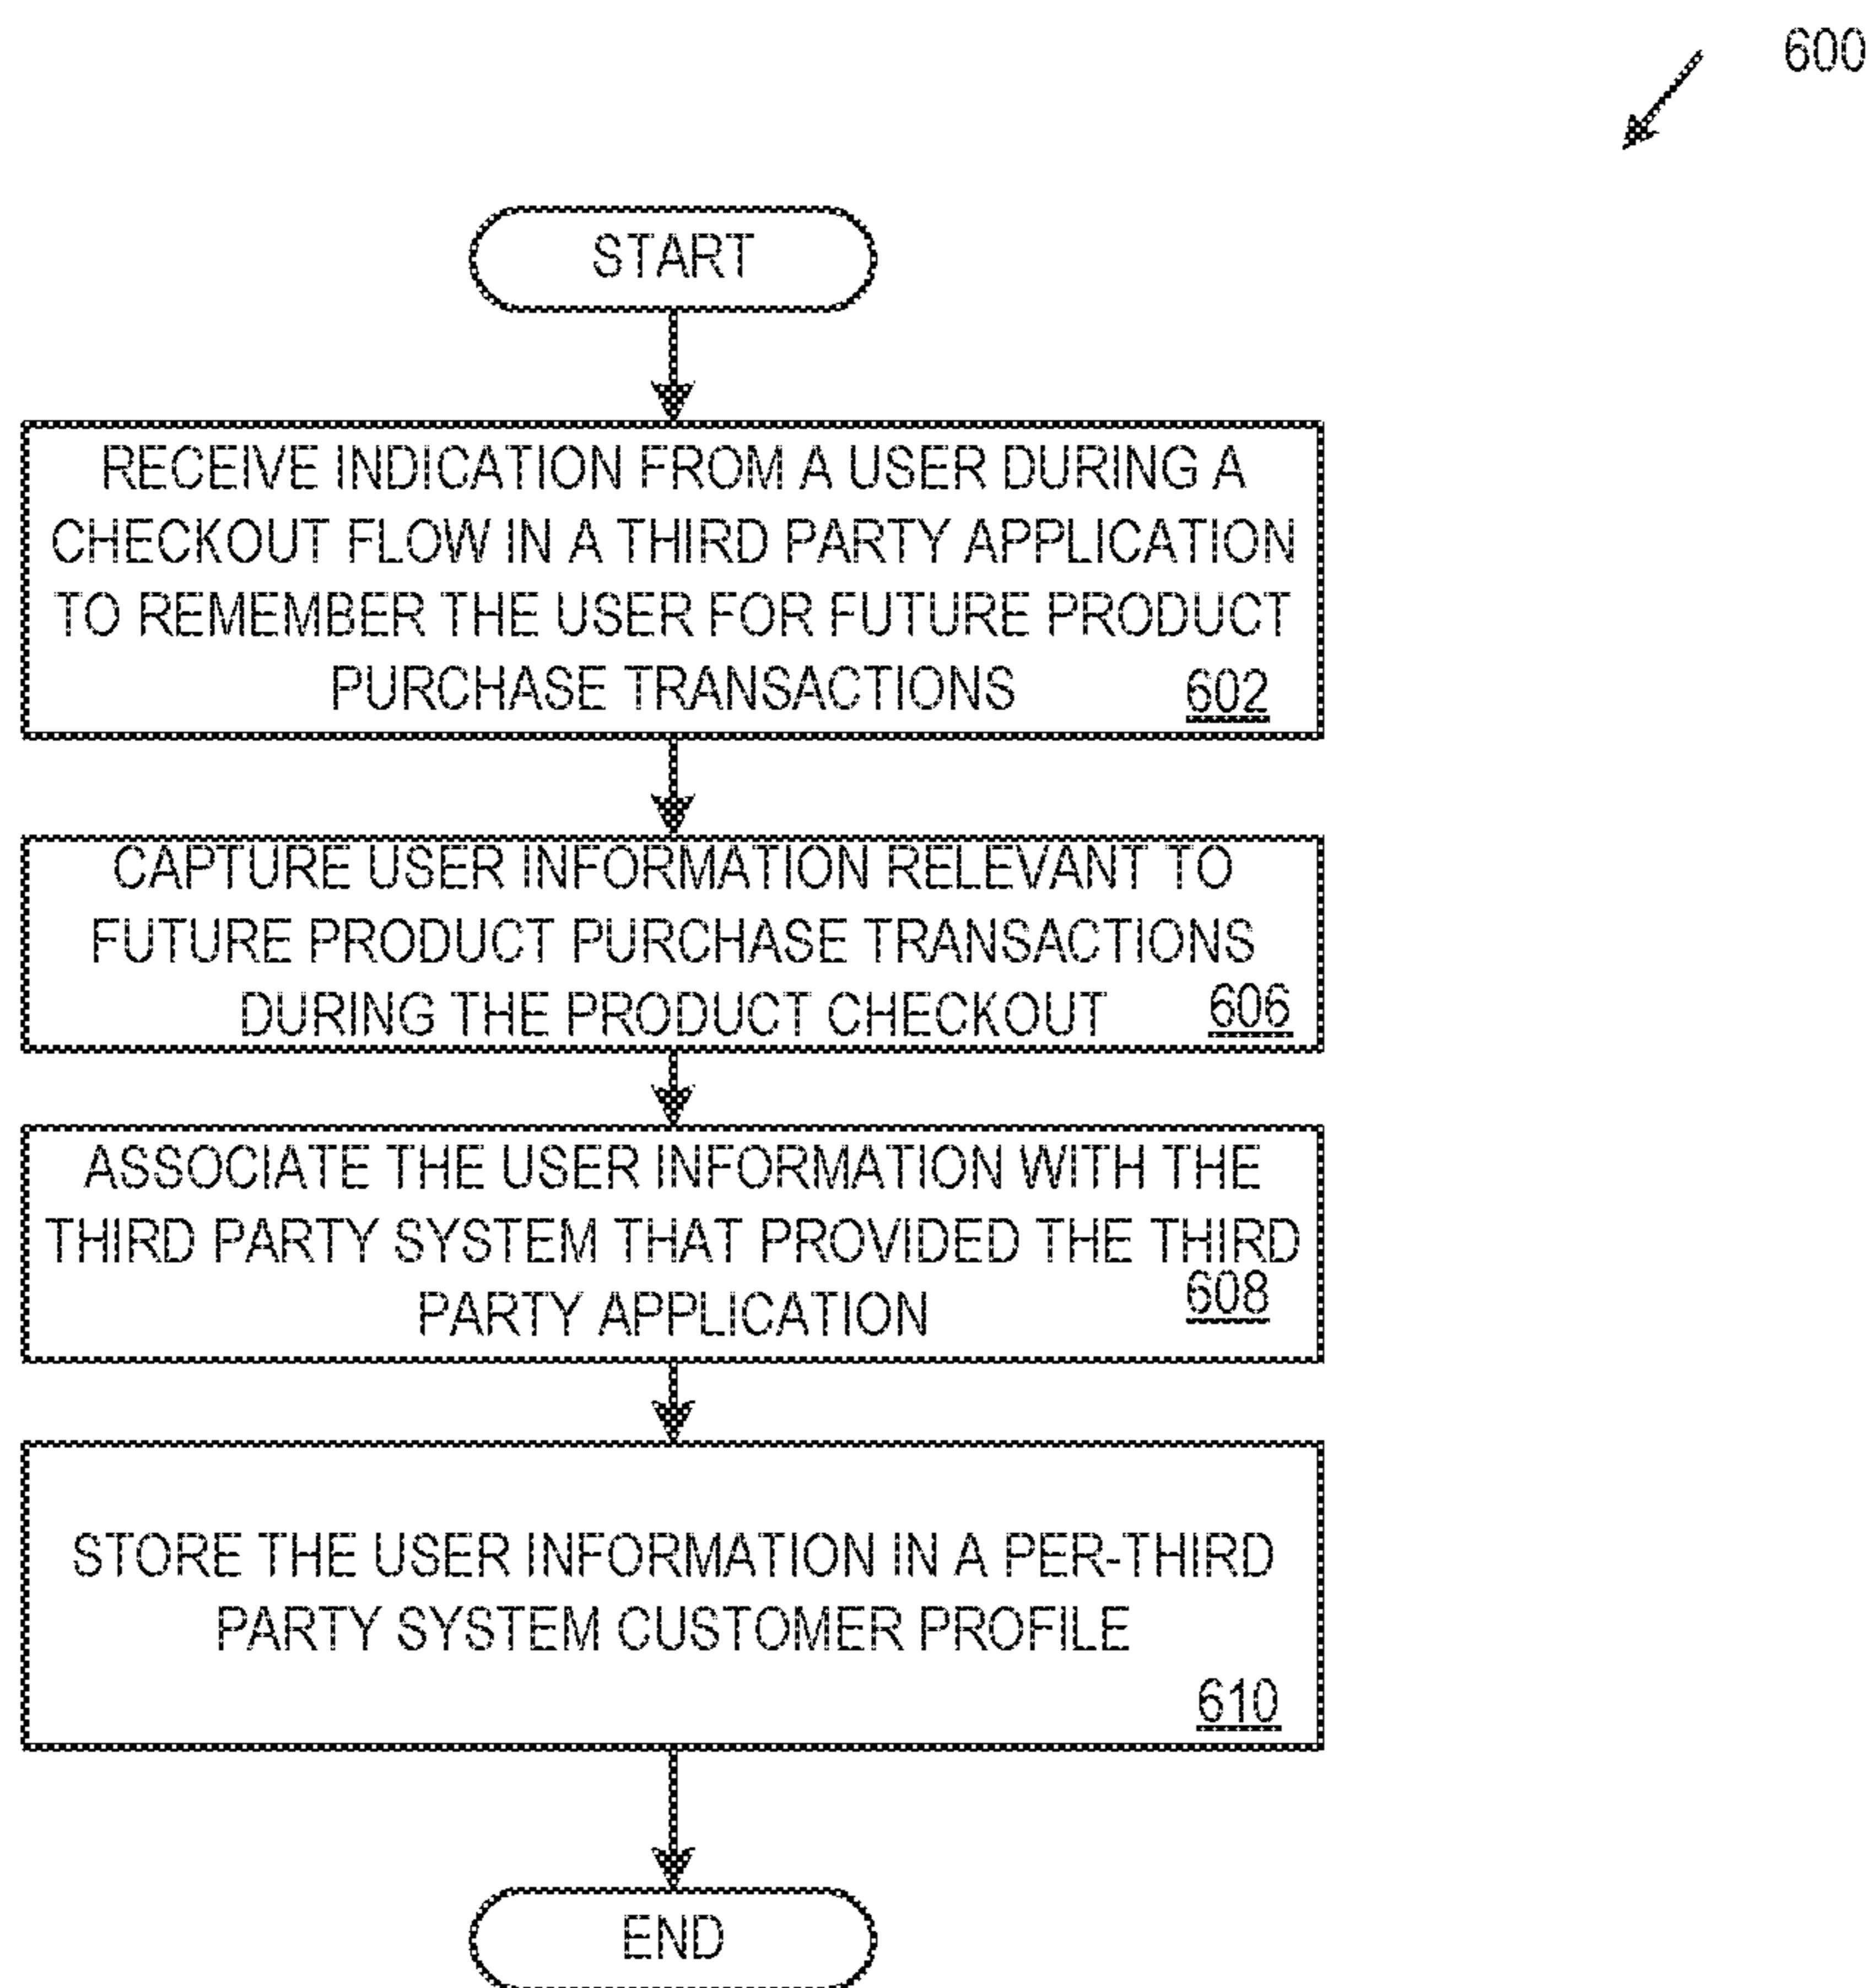 600
START
RECEIVE INDICATION FROM A USER DURING A
CHECKOUT FLOW IN A THIRD PARTY APPLICATION
TO REMEMBER THE USER FOR FUTURE PRODUCT
PURCHASE TRANSACTIONS 602
CAPTURE USER INFORMATION RELEVANT TO
FUTURE PRODUCT PURCHASE TRANSACTIONS
DURING THE PRODUCT CHECKOUT 606
ASSOCIATE THE USER INFORMATION WITH THE
THIRD PARTY SYSTEM THAT PROVIDED THE THIRD
PARTY APPLICATION 608
STORE THE USER INFORMATION IN A PER-THIRD
PARTY SYSTEM CUSTOMER PROFILE
610
END